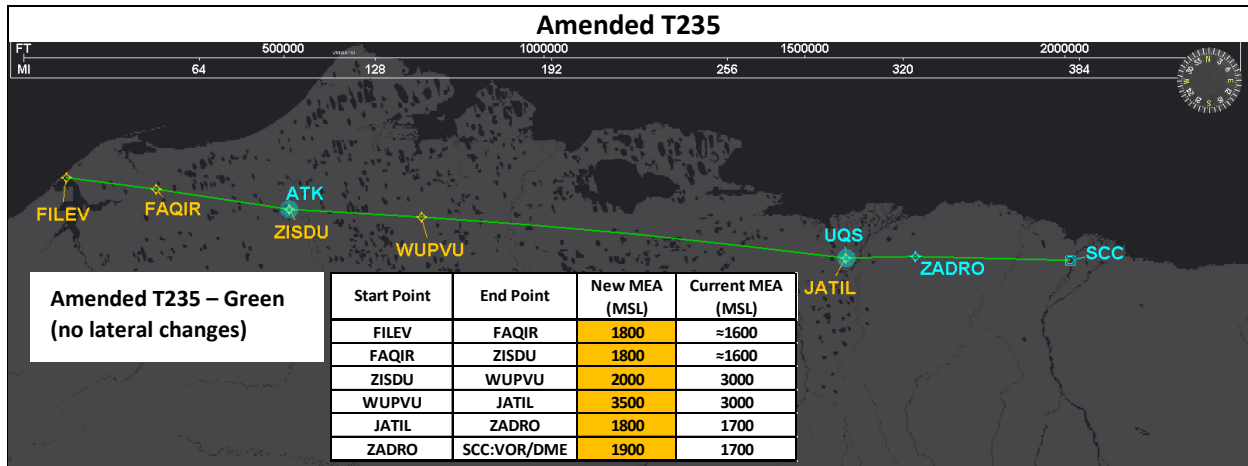 Amended T235
FT 500000 1000000 1500000 2000000
MI 64 128 192 256 320 384
N
E
S
W
FILEV
FAQIR
ATK
ZISDU
WUPVU
UQS
JATIL
ZADRO
SCC
Amended T235 – Green
(no lateral changes)
Start Point End Point New MEA (MSL) Current MEA (MSL)
FILEV FAQIR 1800 ≈1600
FAQIR ZISDU 1800 ≈1600
ZISDU WUPVU 2000 3000
WUPVU JATIL 3500 3000
JATIL ZADRO 1800 1700
ZADRO SCC:VOR/DME 1900 1700